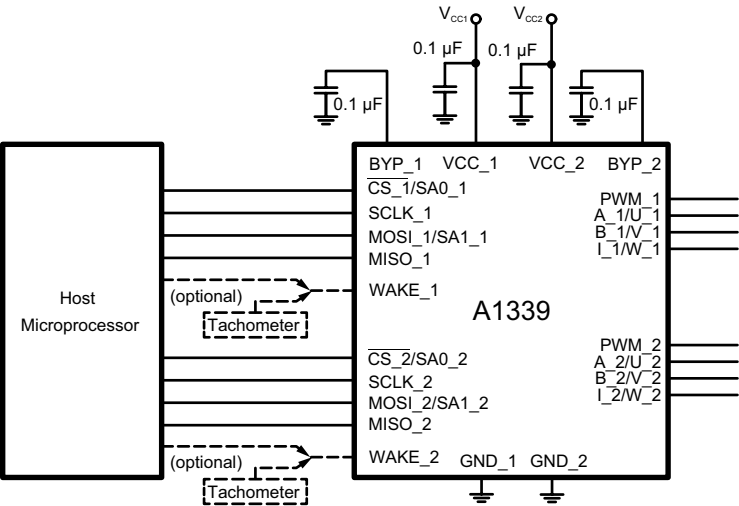 VCC1
VCC2
0.1 µF
0.1 µF
0.1 µF
0.1 µF
BYP_1
VCC_1
VCC_2
BYP_2
CS_1/SA0_1
SCLK_1
MOSI_1/SA1_1
MISO_1
WAKE_1
PWM_1
A_1/U_1
B_1/V_1
I_1/W_1
(optional)
Tachometer
Host
Microprocessor
A1339
CS_2/SA0_2
SCLK_2
MOSI_2/SA1_2
MISO_2
WAKE_2
PWM_2
A_2/U_2
B_2/V_2
I_2/W_2
(optional)
Tachometer
GND_1
GND_2